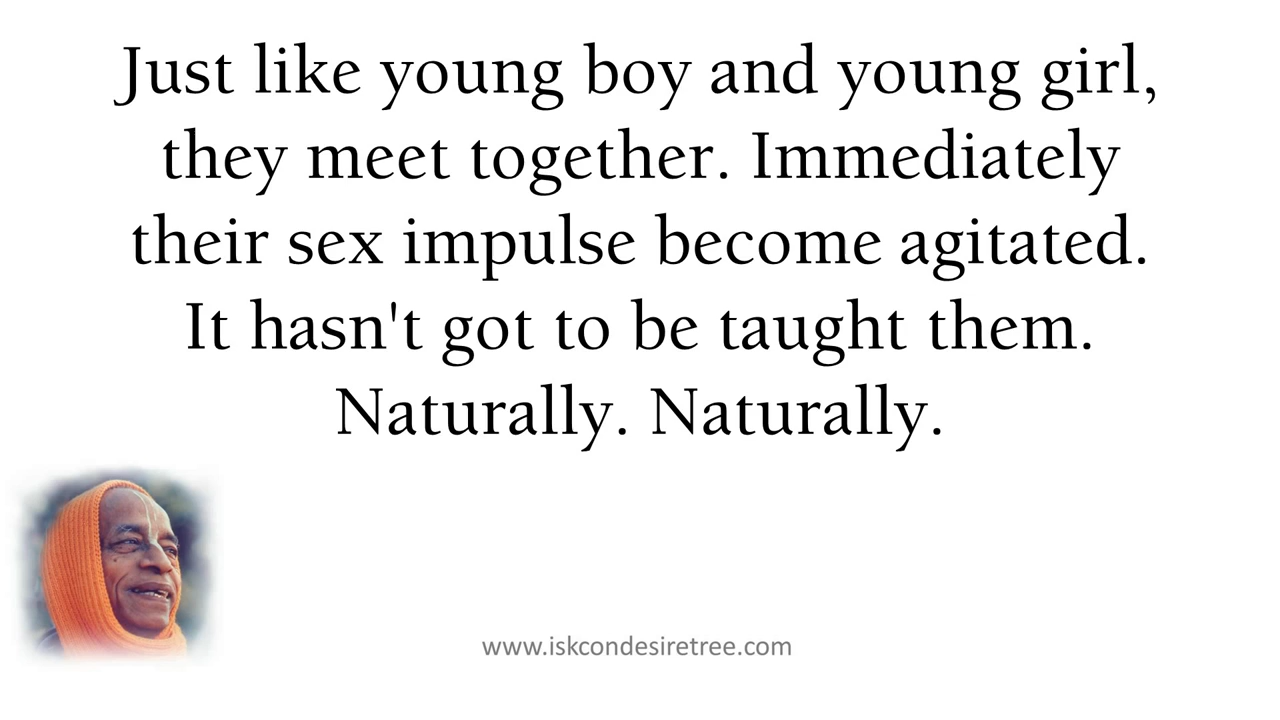 Just like young boy and young girl,
they meet together. Immediately
their sex impulse become agitated.
It hasn't got to be taught them.
Naturally. Naturally.
www.iskcondesiretree.com